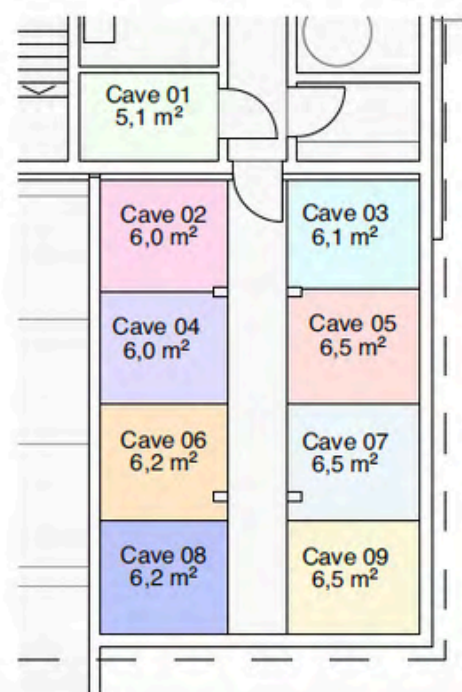 Cave 01
5,1 m²
Cave 02
6,0 m²
Cave 03
6,1 m²
Cave 04
6,0 m²
Cave 05
6,5 m²
Cave 06
6,2 m²
Cave 07
6,5 m²
Cave 08
6,2 m²
Cave 09
6,5 m²